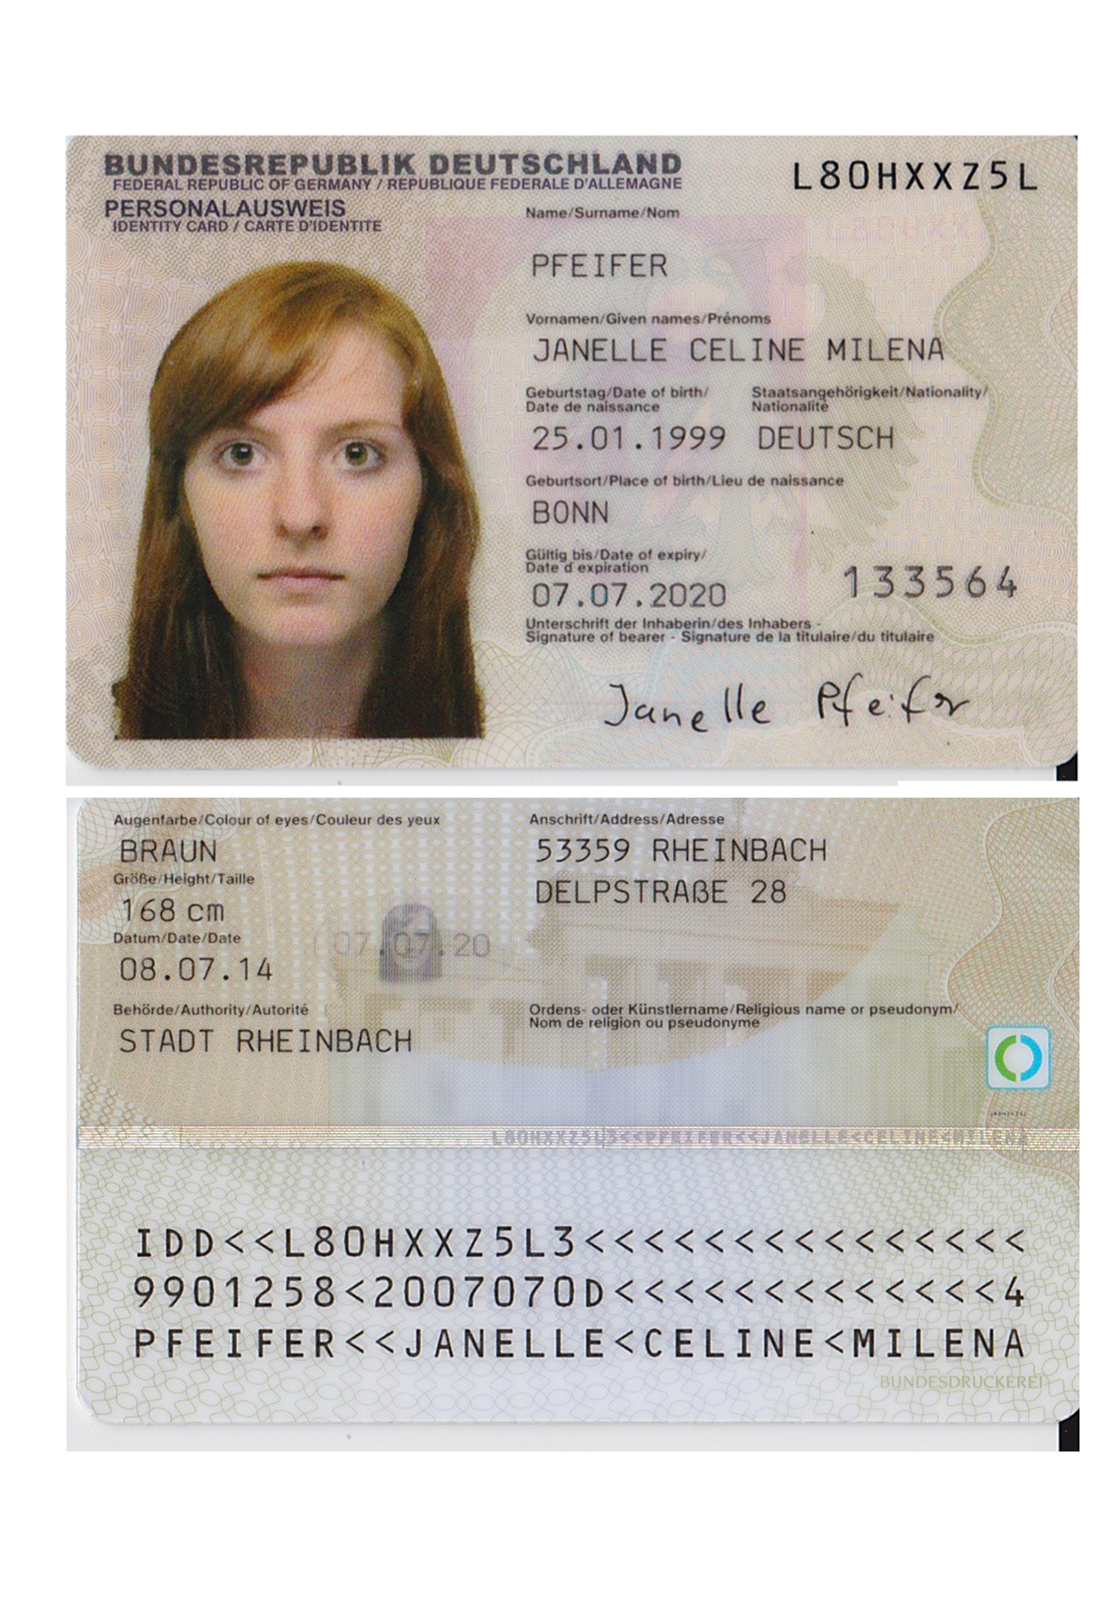 BUNDESREPUBLIK DEUTSCHLAND
FEDERAL REPUBLIC OF GERMANY / REPUBLIQUE FEDERALE D'ALLEMAGNE
PERSONALAUSWEIS
IDENTITY CARD / CARTE D'IDENTITE
L80HXXZ5L
Name/Surname/Nom
PFEIFER
Vornamen/Given names/Prénoms
JANELLE CELINE MILENA
Geburtstag/Date of birth/
Date de naissance
25.01.1999
Staatsangehörigkeit/Nationality/
Nationalité
DEUTSCH
Geburtsort/Place of birth/Lieu de naissance
BONN
Gültig bis/Date of expiry/
Date d'expiration
07.07.2020
133564
Unterschrift der Inhaberin/des Inhabers -
Signature of bearer - Signature de la titulaire/du titulaire
Janelle Pfeifer
Augenfarbe/Colour of eyes/Couleur des yeux
BRAUN
Größe/Height/Taille
168 cm
Datum/Date/Date
08.07.14
Behörde/Authority/Autorité
STADT RHEINBACH
07.07.20
Anschrift/Address/Adresse
53359 RHEINBACH
DELPSTRAßE 28
Ordens- oder Künstlername/Religious name or pseudonym/
Nom de religion ou pseudonyme
L80HXXZ5L3<<PFEIFER<<JANELLE<CELINE<MILENA
IDD<<L80HXXZ5L3<<<<<<<<<<<<<<<
9901258<2007070D<<<<<<<<<<<<<4
PFEIFER<<JANELLE<CELINE<MILENA
BUNDESDRUCKEREI